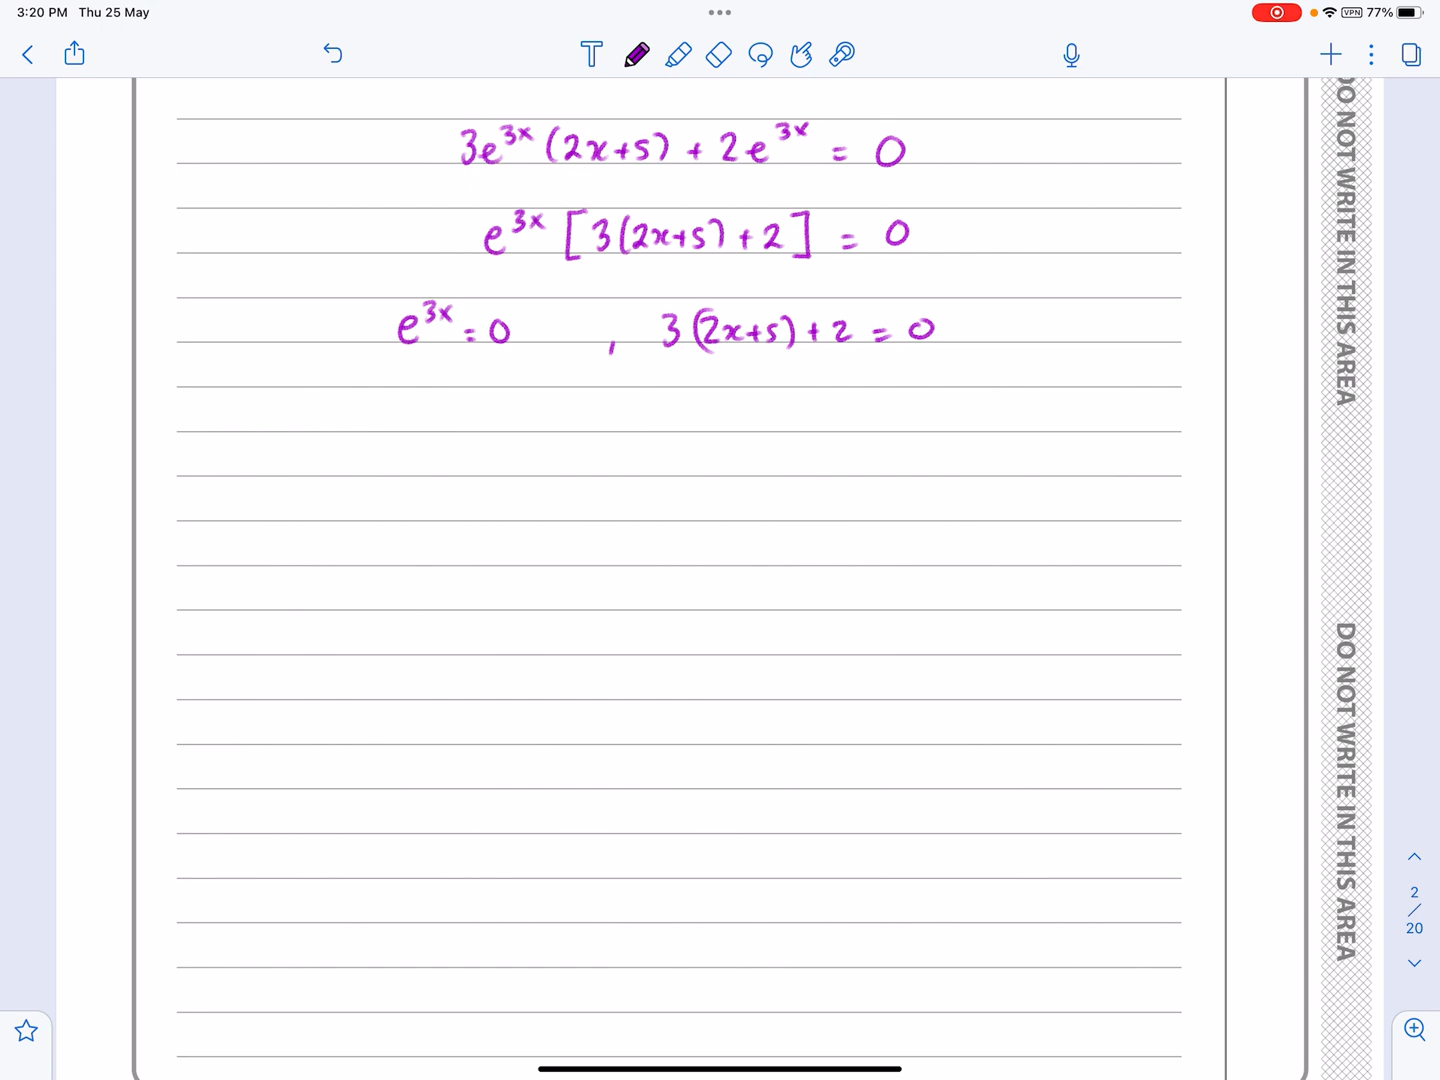 3:20 PM Thu 25 May
VPN 77%
T
3e^{3x} (2x+5) + 2e^{3x} = 0
e^{3x} [3(2x+5) + 2] = 0
e^{3x} = 0 , 3(2x+5) + 2 = 0
DO NOT WRITE IN THIS AREA
DO NOT WRITE IN THIS AREA
2
/
20